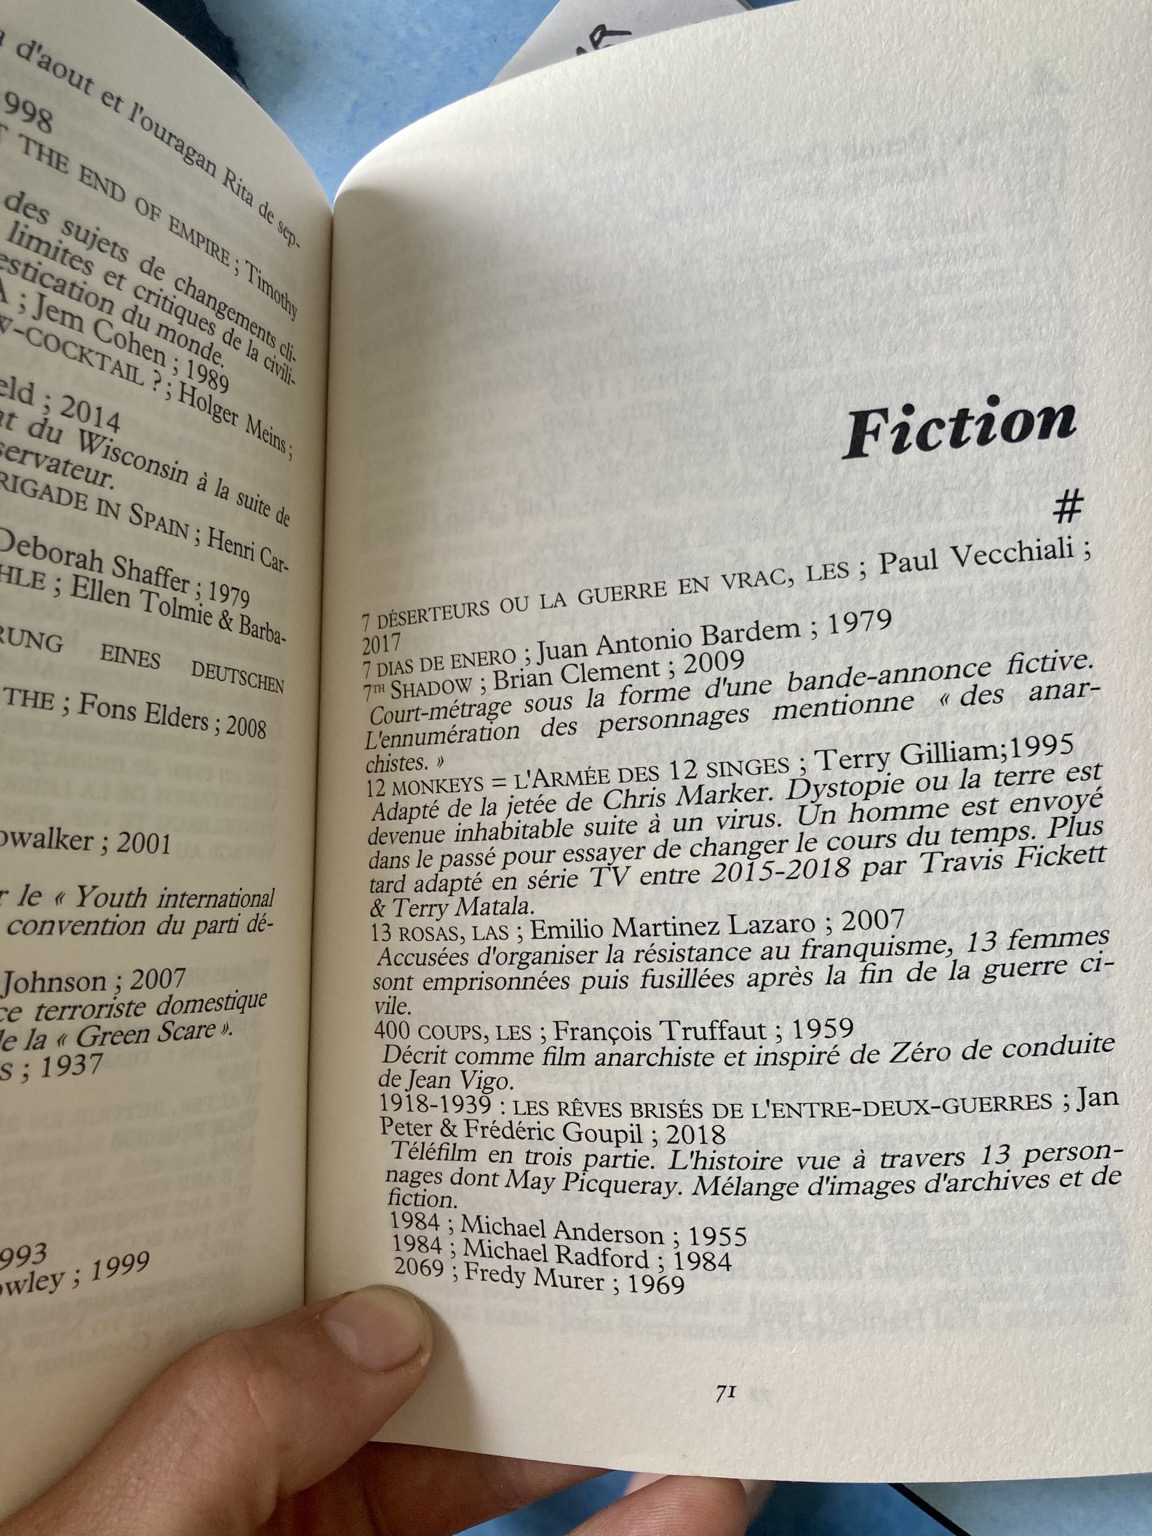 d'aout et l'ouragan Rita de sep-
998
THE END OF EMPIRE ; Timothy
des sujets de changements cli-
limites et critiques de la civili-
estication du monde.
A ; Jem Cohen ; 1989
W-COCKTAIL ? ; Holger Meins ;
eld ; 2014
nt du Wisconsin à la suite de
servateur.
RIGADE IN SPAIN ; Henri Car-
Deborah Shaffer ; 1979
HLE ; Ellen Tolmie & Barba-
RUNG EINES DEUTSCHEN
THE ; Fons Elders ; 2008
owalker ; 2001
r le « Youth international
convention du parti dé-
Johnson ; 2007
ce terroriste domestique
de la « Green Scare ».
s ; 1937
993
owley ; 1999
Fiction
#
7 DÉSERTEURS OU LA GUERRE EN VRAC, LES ; Paul Vecchiali ;
2017
7 DIAS DE ENERO ; Juan Antonio Bardem ; 1979
7TH SHADOW ; Brian Clement ; 2009
Court-métrage sous la forme d'une bande-annonce fictive.
L'ennumération des personnages mentionne « des anar-
chistes. »
12 MONKEYS = L'ARMÉE DES 12 SINGES ; Terry Gilliam;1995
Adapté de la jetée de Chris Marker. Dystopie ou la terre est
devenue inhabitable suite à un virus. Un homme est envoyé
dans le passé pour essayer de changer le cours du temps. Plus
tard adapté en série TV entre 2015-2018 par Travis Fickett
& Terry Matala.
13 ROSAS, LAS ; Emilio Martinez Lazaro ; 2007
Accusées d'organiser la résistance au franquisme, 13 femmes
sont emprisonnées puis fusillées après la fin de la guerre ci-
vile.
400 COUPS, LES ; François Truffaut ; 1959
Décrit comme film anarchiste et inspiré de Zéro de conduite
de Jean Vigo.
1918-1939 : LES RÊVES BRISÉS DE L'ENTRE-DEUX-GUERRES ; Jan
Peter & Frédéric Goupil ; 2018
Téléfilm en trois partie. L'histoire vue à travers 13 person-
nages dont May Picqueray. Mélange d'images d'archives et de
fiction.
1984 ; Michael Anderson ; 1955
1984 ; Michael Radford ; 1984
2069 ; Fredy Murer ; 1969
71